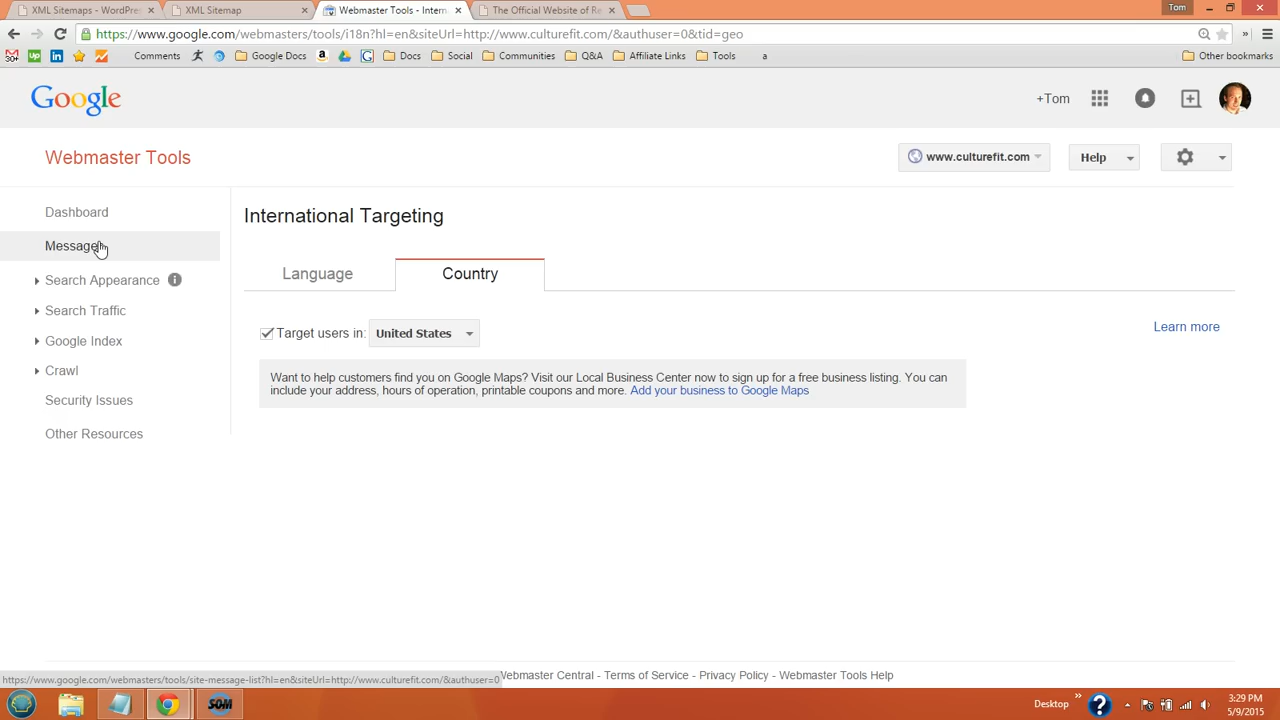 XML Sitemaps - WordPre
XML Sitemap
Webmaster Tools - Intern
The Official Website of Re
Tom
https://www.google.com/webmasters/tools/i18n?hl=en&siteUrl=http://www.culturefit.com/&authuser=0&tid=geo
Comments
Google Docs
Docs
Social
Communities
Q&A
Affiliate Links
Tools
a
Other bookmarks
Google
+Tom
Webmaster Tools
www.culturefit.com
Help
Dashboard
Messages
Search Appearance
Search Traffic
Google Index
Crawl
Security Issues
Other Resources
International Targeting
Language
Country
Target users in:
United States
Learn more
Want to help customers find you on Google Maps? Visit our Local Business Center now to sign up for a free business listing. You can
include your address, hours of operation, printable coupons and more. Add your business to Google Maps
https://www.google.com/webmasters/tools/site-message-list?hl=en&siteUrl=http://www.culturefit.com/&authuser=0
Webmaster Central - Terms of Service - Privacy Policy - Webmaster Tools Help
SOM
Desktop
3:29 PM
5/9/2015